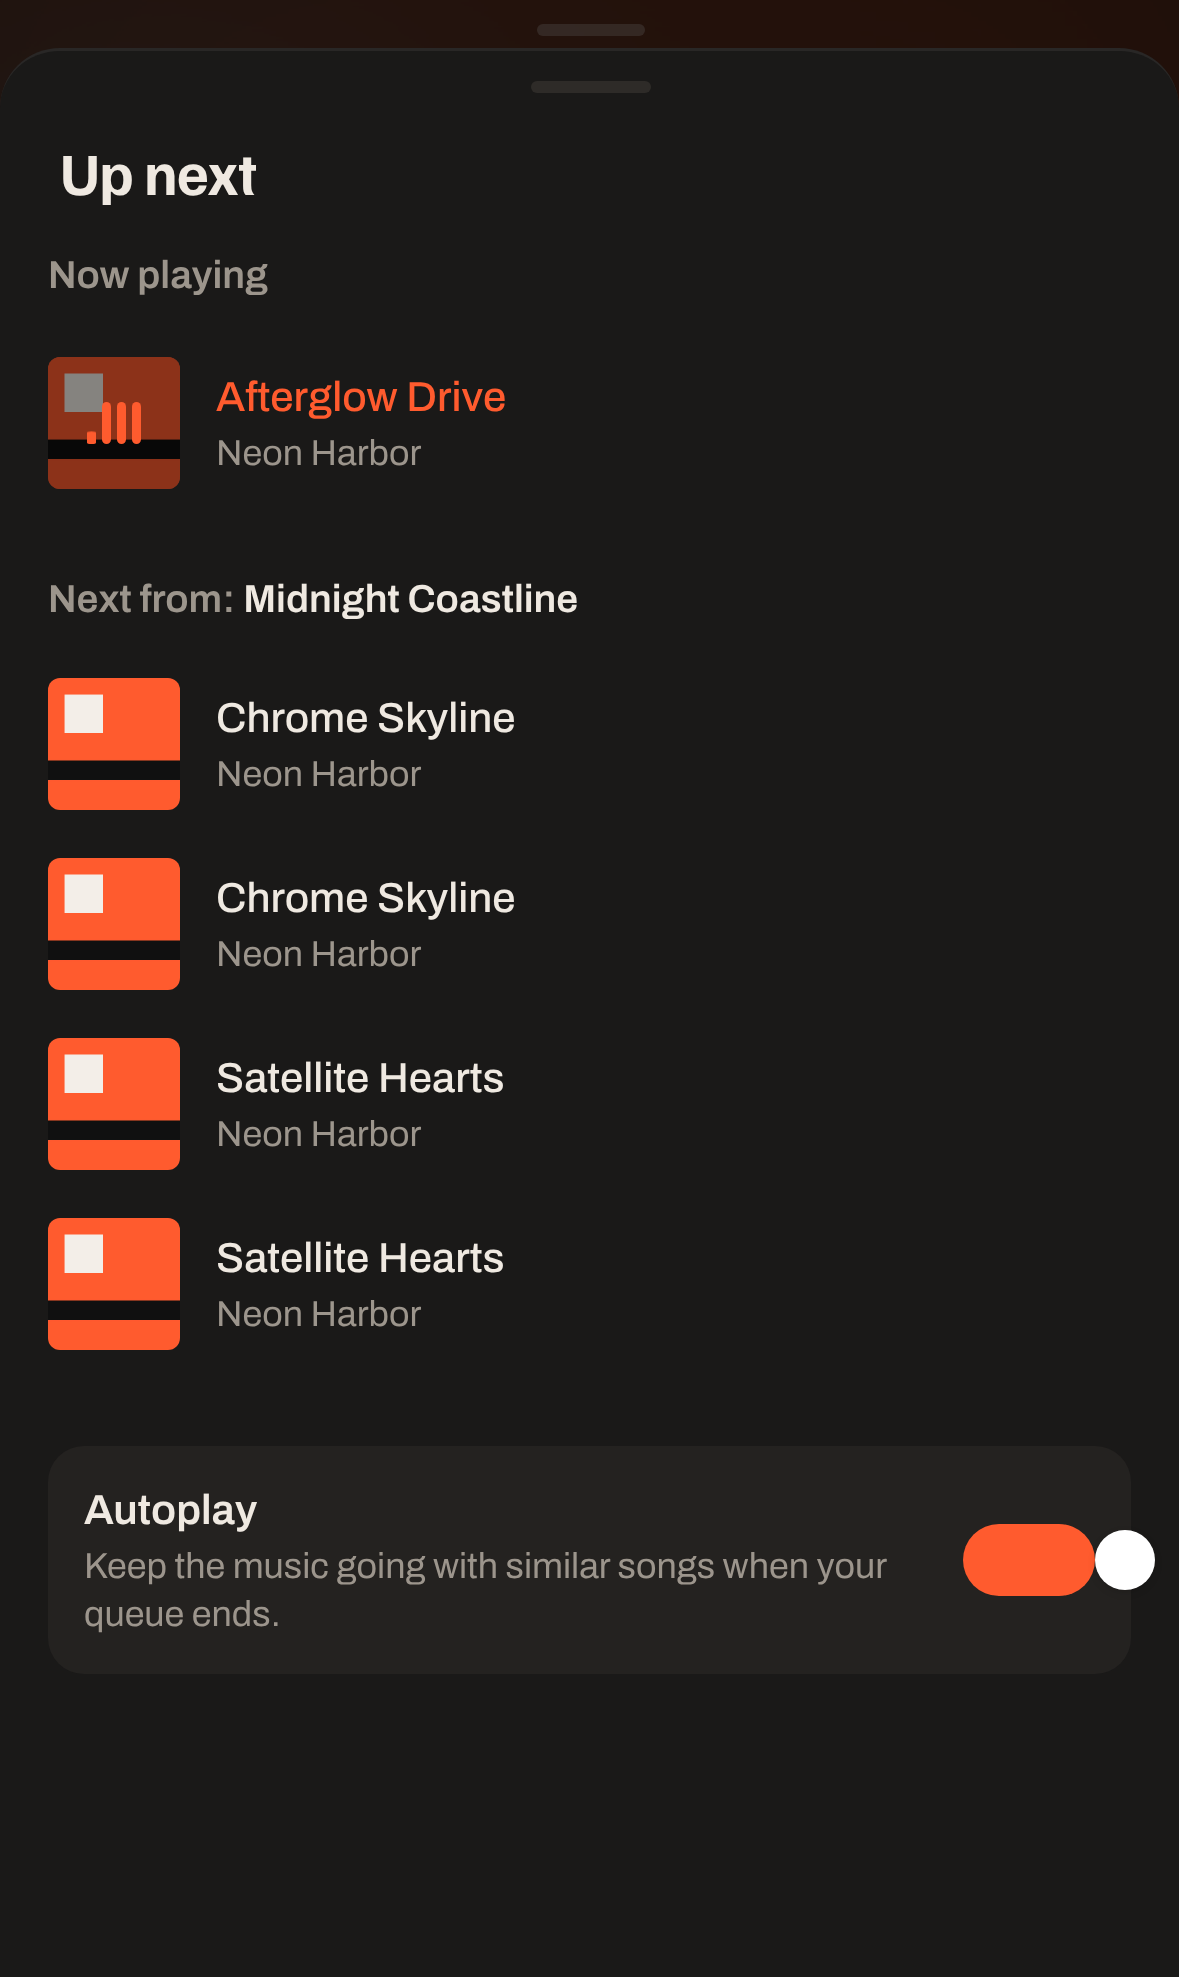 Up next
Now playing
Afterglow Drive
Neon Harbor
Next from: Midnight Coastline
Chrome Skyline
Neon Harbor
Chrome Skyline
Neon Harbor
Satellite Hearts
Neon Harbor
Satellite Hearts
Neon Harbor
Autoplay
Keep the music going with similar songs when your
queue ends.